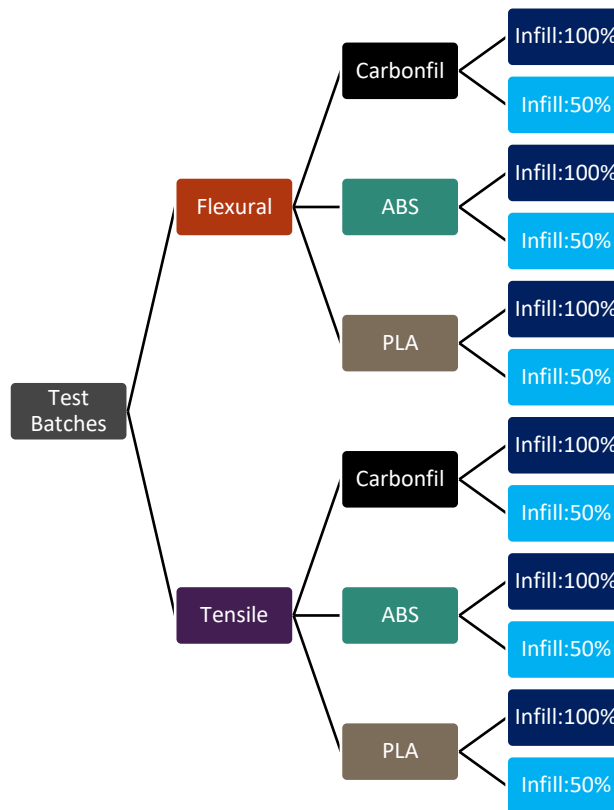 Infill:100%
Carbonfil
Infill:50%
Infill:100%
Flexural
ABS
Infill:50%
Infill:100%
PLA
Infill:50%
Test
Batches
Infill:100%
Carbonfil
Infill:50%
Infill:100%
Tensile
ABS
Infill:50%
Infill:100%
PLA
Infill:50%